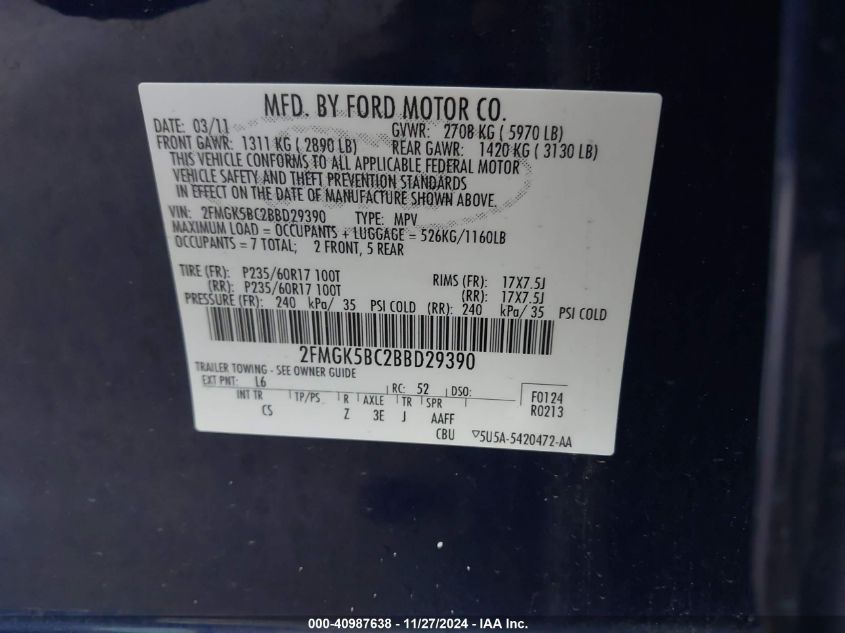 MFD. BY FORD MOTOR CO.
DATE: 03/11 GVWR: 2708 KG ( 5970 LB)
FRONT GAWR: 1311 KG ( 2890 LB) REAR GAWR: 1420 KG ( 3130 LB)
THIS VEHICLE CONFORMS TO ALL APPLICABLE FEDERAL MOTOR
VEHICLE SAFETY AND THEFT PREVENTION STANDARDS
IN EFFECT ON THE DATE OF MANUFACTURE SHOWN ABOVE.
VIN: 2FMGK5BC2BBD29390 TYPE: MPV
MAXIMUM LOAD = OCCUPANTS + LUGGAGE = 526KG/1160LB
OCCUPANTS = 7 TOTAL; 2 FRONT, 5 REAR
TIRE (FR): P235/60R17 100T RIMS (FR): 17X7.5J
(RR): P235/60R17 100T (RR): 17X7.5J
PRESSURE (FR): 240 kPa/ 35 PSI COLD (RR): 240 kPa/ 35 PSI COLD
2FMGK5BC2BBD29390
TRAILER TOWING - SEE OWNER GUIDE
EXT PNT: L6 RC: 52 DSO: F0124
INT TR TP/PS R AXLE TR SPR R0213
CS Z 3E J AAFF
CBU ▽5U5A-5420472-AA
000-40987638 - 11/27/2024 - IAA Inc.